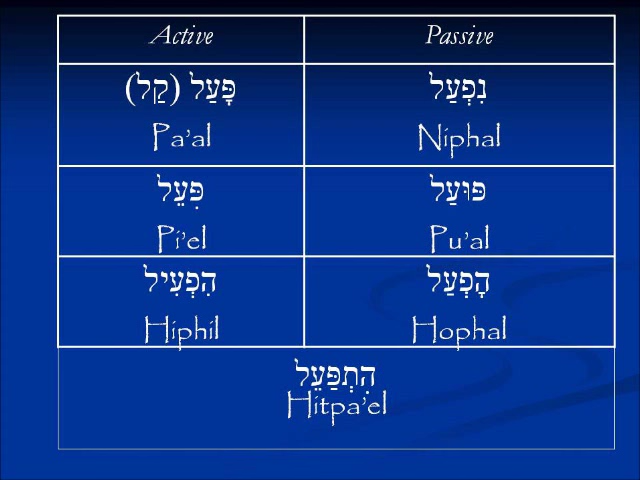 Active Passive
פָּעַל (קַל) נִפְעַל
Pa'al Niphal
פִּעֵל פּוּעַל
Pi'el Pu'al
הִפְעִיל הָפְעַל
Hiphil Hophal
הִתְפַּעֵל
Hitpa'el